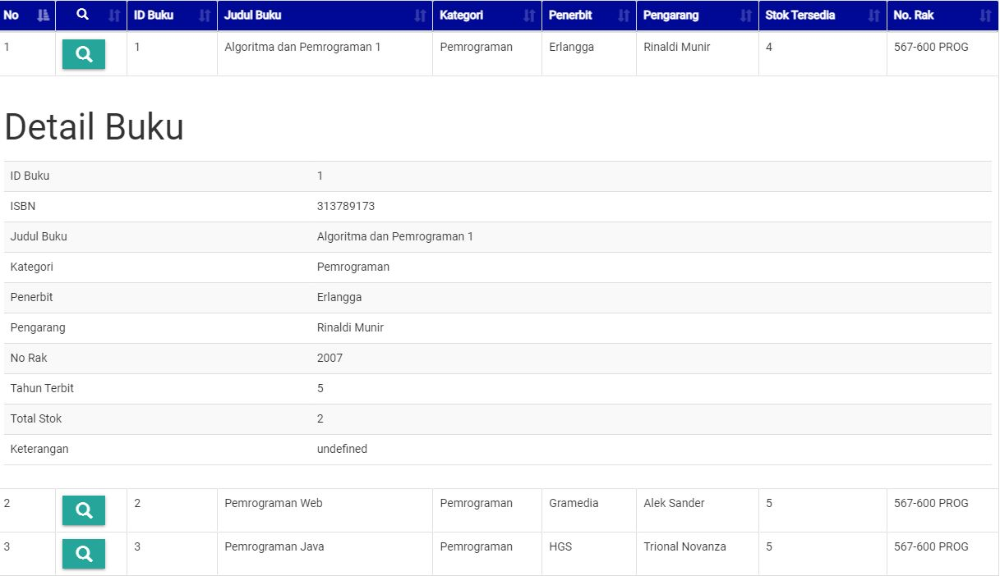 No ID Buku Judul Buku Kategori Penerbit Pengarang Stok Tersedia No. Rak
1 1 Algoritma dan Pemrograman 1 Pemrograman Erlangga Rinaldi Munir 4 567-600 PROG
Detail Buku
ID Buku 1
ISBN 313789173
Judul Buku Algoritma dan Pemrograman 1
Kategori Pemrograman
Penerbit Erlangga
Pengarang Rinaldi Munir
No Rak 2007
Tahun Terbit 5
Total Stok 2
Keterangan undefined
2 2 Pemrograman Web Pemrograman Gramedia Alek Sander 5 567-600 PROG
3 3 Pemrograman Java Pemrograman HGS Trional Novanza 5 567-600 PROG